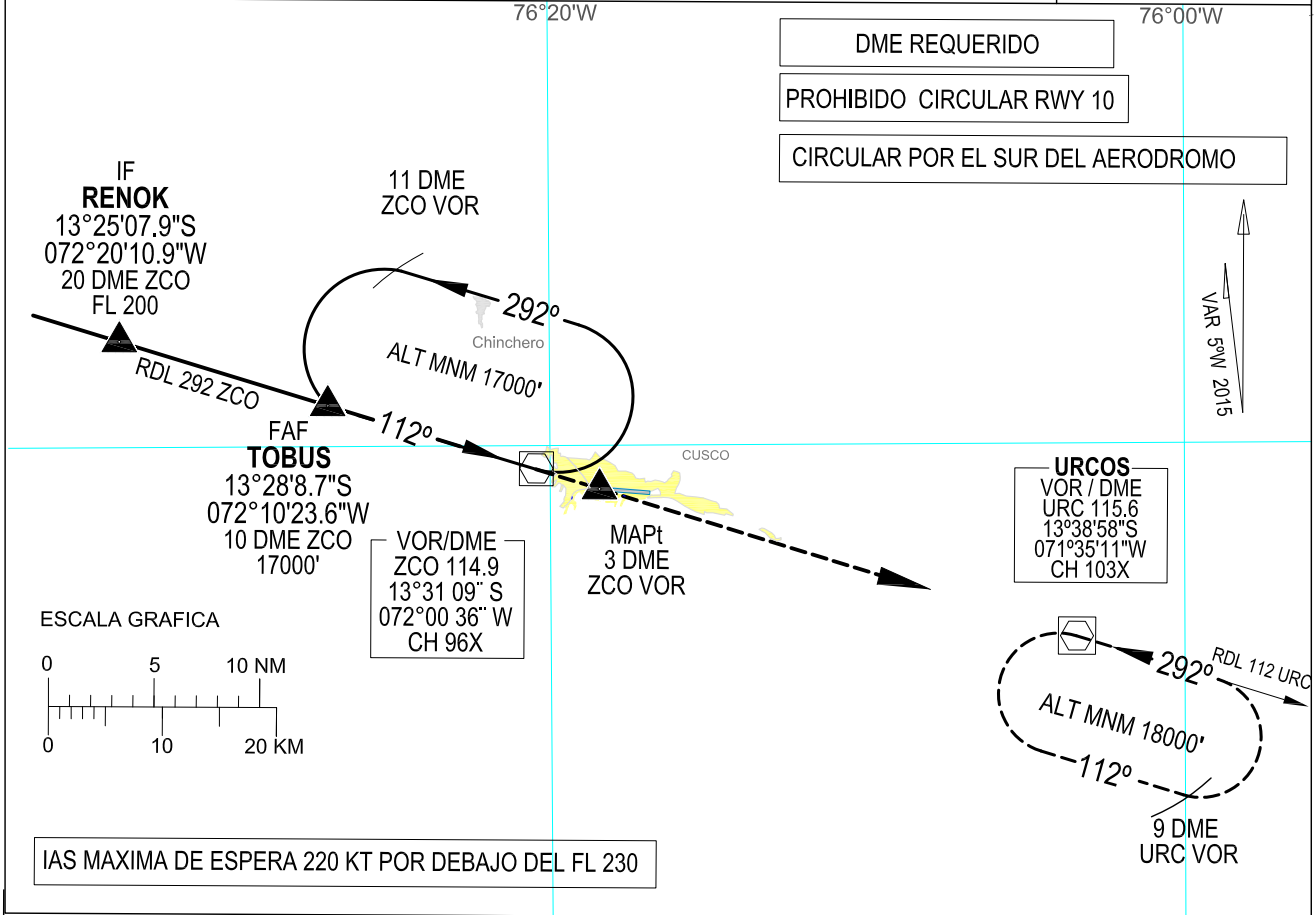 76°20'W
76°00'W
DME REQUERIDO
PROHIBIDO CIRCULAR RWY 10
CIRCULAR POR EL SUR DEL AERODROMO
IF
RENOK
13°25'07.9"S
072°20'10.9"W
20 DME ZCO
FL 200
11 DME
ZCO VOR
292º
Chinchero
ALT MNM 17000'
RDL 292 ZCO
VAR 5ºW 2015
112º
FAF
TOBUS
13°28'8.7"S
072°10'23.6"W
10 DME ZCO
17000'
CUSCO
VOR/DME
ZCO 114.9
13°31 09¨ S
072°00 36¨ W
CH 96X
MAPt
3 DME
ZCO VOR
URCOS
VOR / DME
URC 115.6
13º38'58"S
071º35'11"W
CH 103X
ESCALA GRAFICA
0 5 10 NM
0 10 20 KM
292º
RDL 112 URC
ALT MNM 18000'
112º
9 DME
URC VOR
IAS MAXIMA DE ESPERA 220 KT POR DEBAJO DEL FL 230